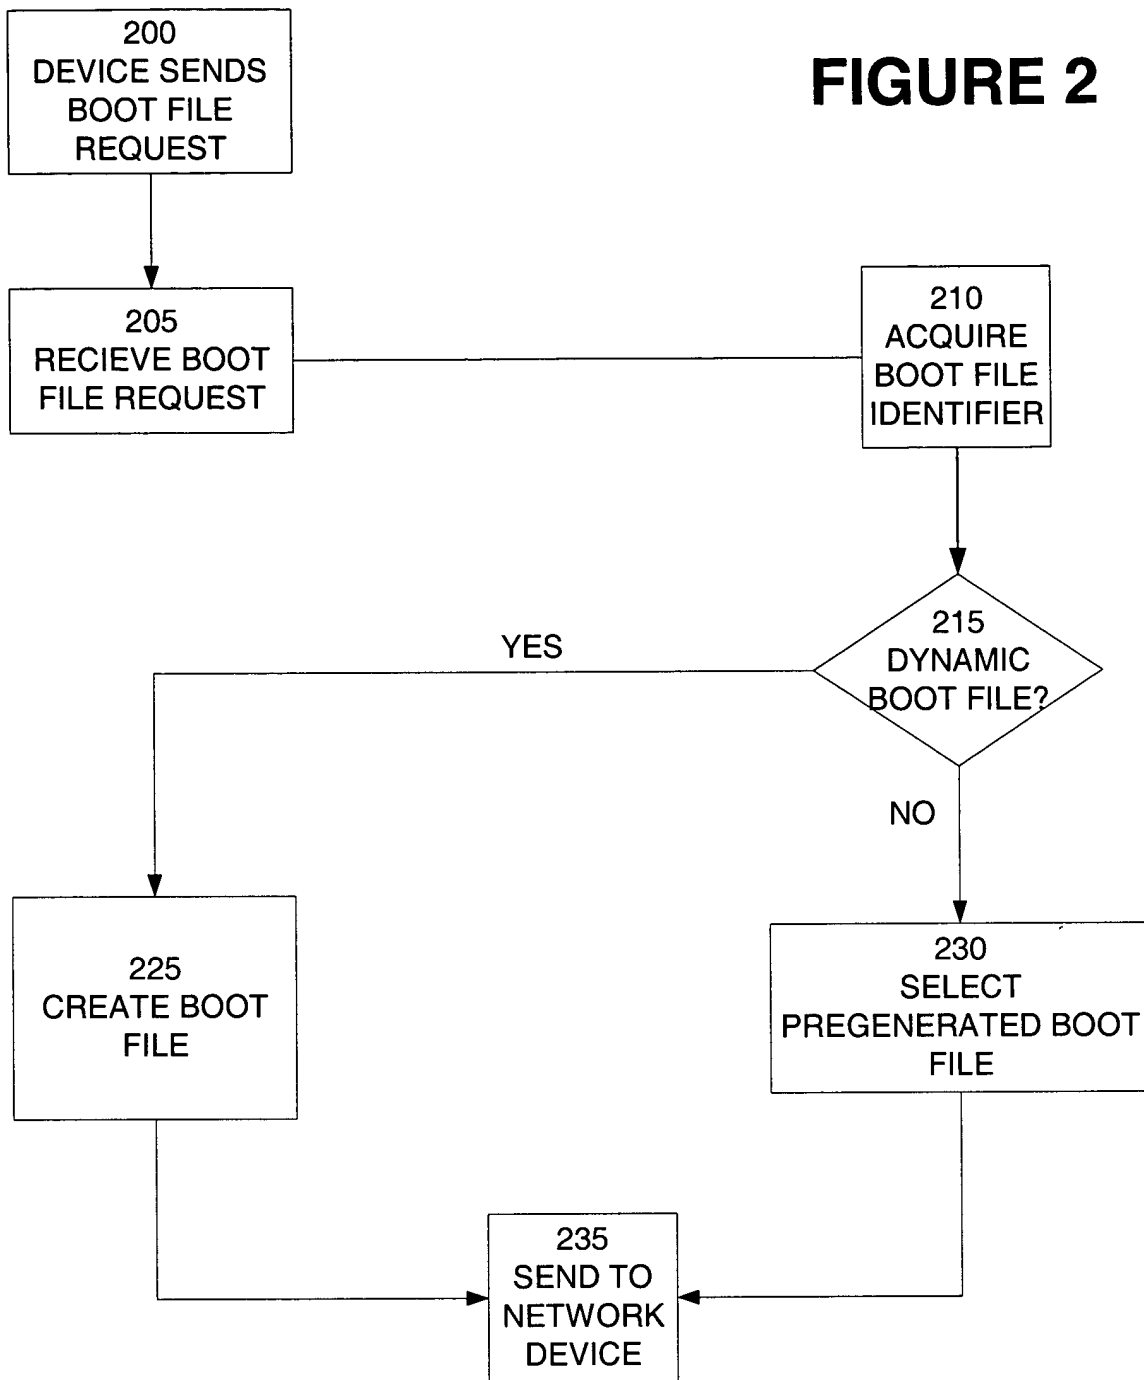 200
DEVICE SENDS
BOOT FILE
REQUEST
FIGURE 2
205
RECIEVE BOOT
FILE REQUEST
210
ACQUIRE
BOOT FILE
IDENTIFIER
215
DYNAMIC
BOOT FILE?
YES
NO
225
CREATE BOOT
FILE
230
SELECT
PREGENERATED BOOT
FILE
235
SEND TO
NETWORK
DEVICE